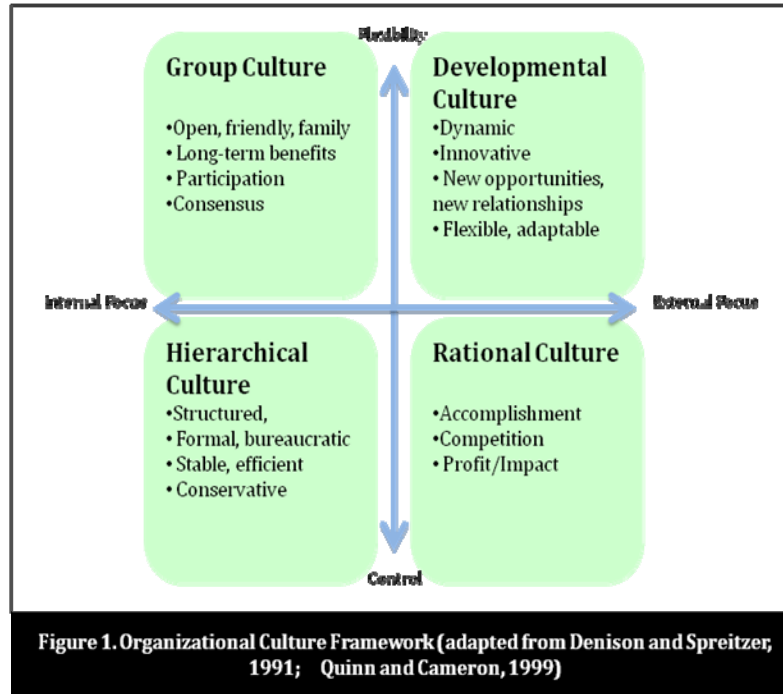 Flexibility
Group Culture
•Open, friendly, family
•Long-term benefits
•Participation
•Consensus
Developmental
Culture
•Dynamic
•Innovative
• New opportunities,
new relationships
•Flexible, adaptable
Internal Focus
External Focus
Hierarchical
Culture
•Structured,
• Formal, bureaucratic
•Stable, efficient
•Conservative
Rational Culture
•Accomplishment
•Competition
•Profit/Impact
Control
Figure 1. Organizational Culture Framework (adapted from Denison and Spreitzer,
1991; Quinn and Cameron, 1999)